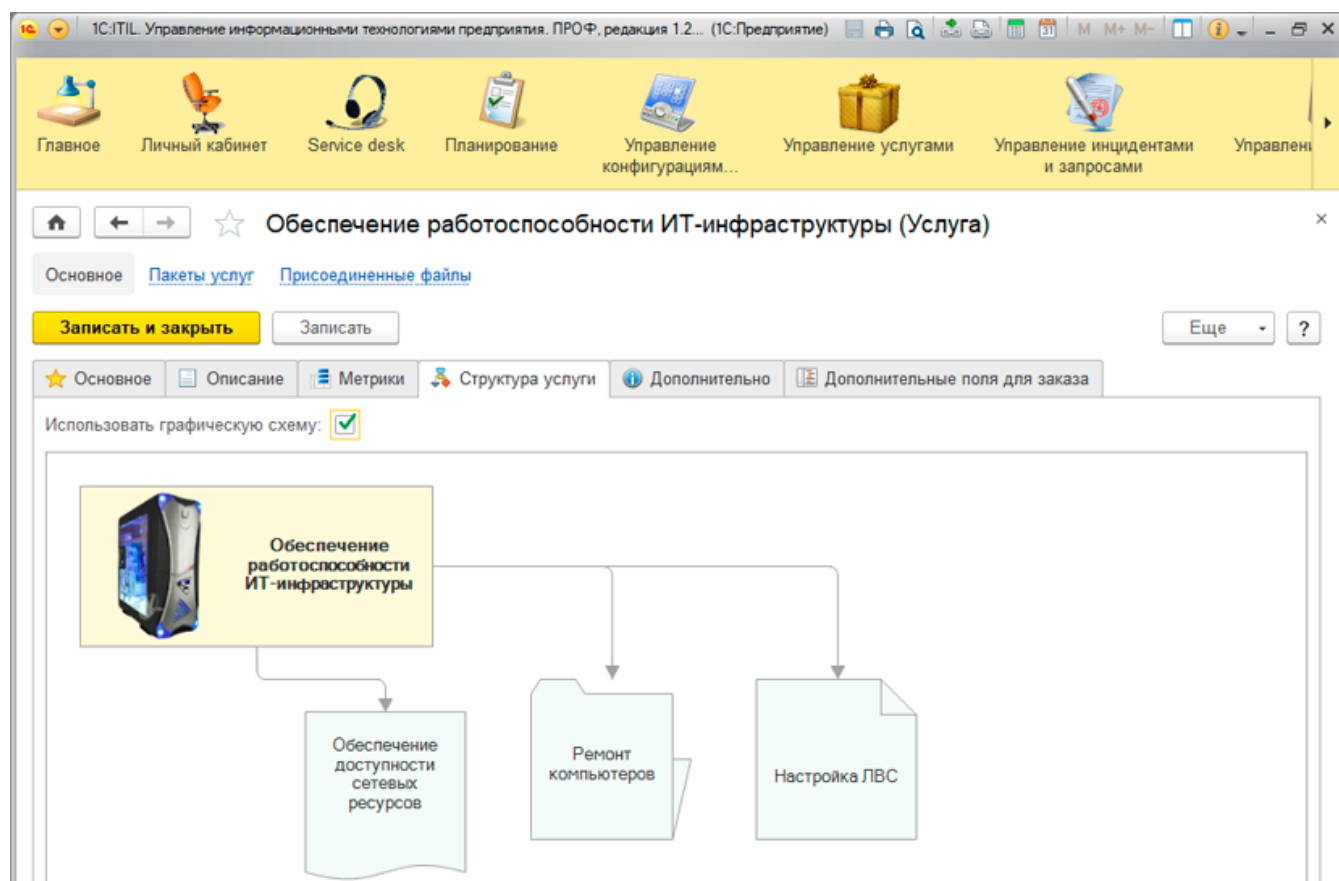 1С:ITIL. Управление информационными технологиями предприятия. ПРОФ, редакция 1.2... (1С:Предприятие) 31 M M+ M-
Главное Личный кабинет Service desk Планирование Управление конфигурациям... Управление услугами Управление инцидентами и запросами Управлени
Обеспечение работоспособности ИТ-инфраструктуры (Услуга)
Основное Пакеты услуг Присоединенные файлы
Записать и закрыть Записать Еще ?
Основное Описание Метрики Структура услуги Дополнительно Дополнительные поля для заказа
Использовать графическую схему:
Обеспечение
работоспособности
ИТ-инфраструктуры
Обеспечение
доступности
сетевых
ресурсов
Ремонт
компьютеров
Настройка ЛВС